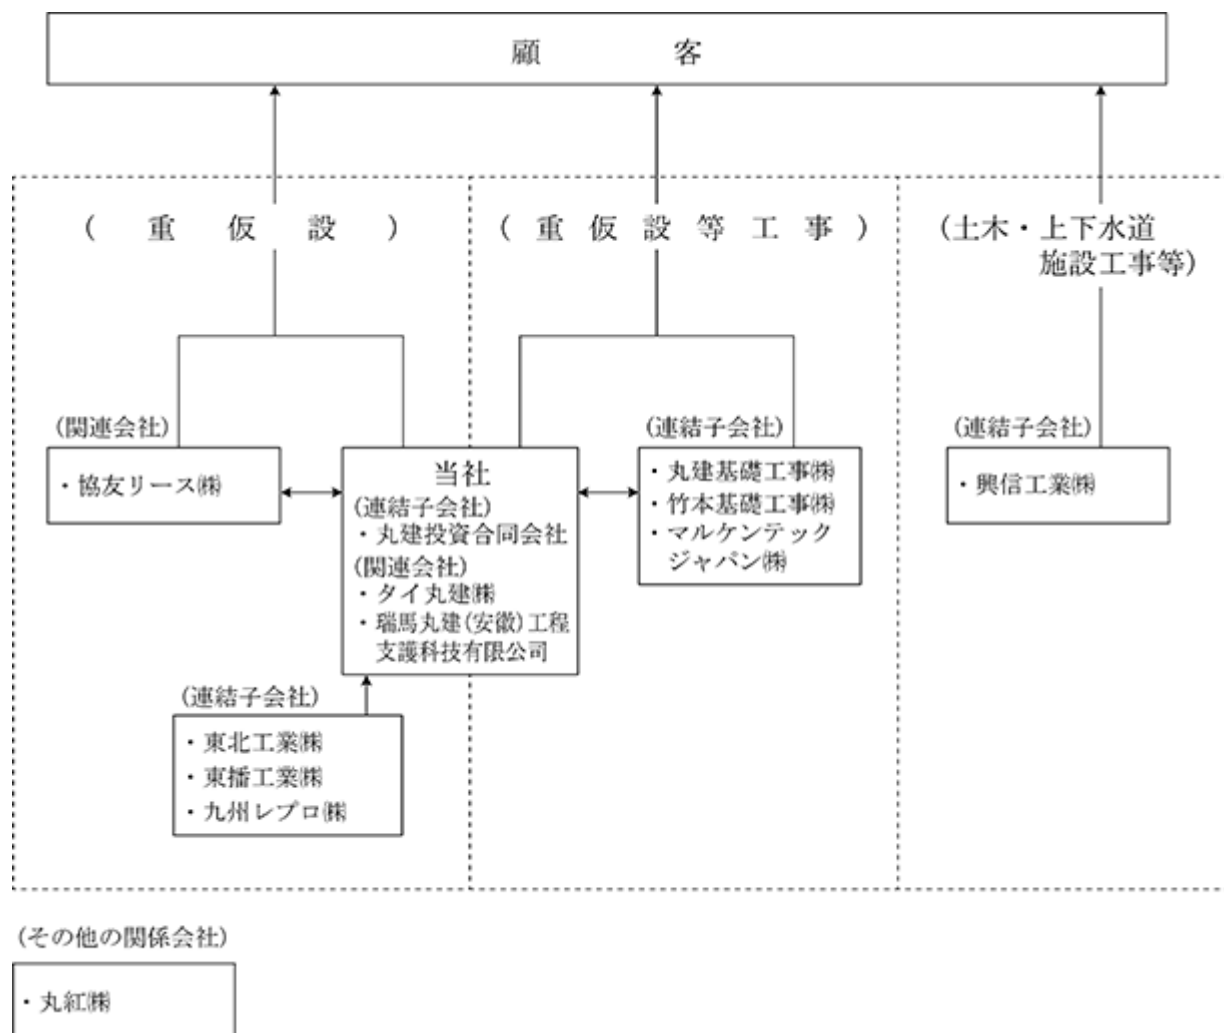 顧客
(重仮設)
(重仮設等工事)
(土木・上下水道
施設工事等)
(関連会社)
・協友リース㈱
当社
(連結子会社)
・丸建投資合同会社
(関連会社)
・タイ丸建㈱
・瑞馬丸建(安徽)工程
支護科技有限公司
(連結子会社)
・丸建基礎工事㈱
・竹本基礎工事㈱
・マルケンテック
ジャパン㈱
(連結子会社)
・興信工業㈱
(連結子会社)
・東北工業㈱
・東播工業㈱
・九州レプロ㈱
(その他の関係会社)
・丸紅㈱